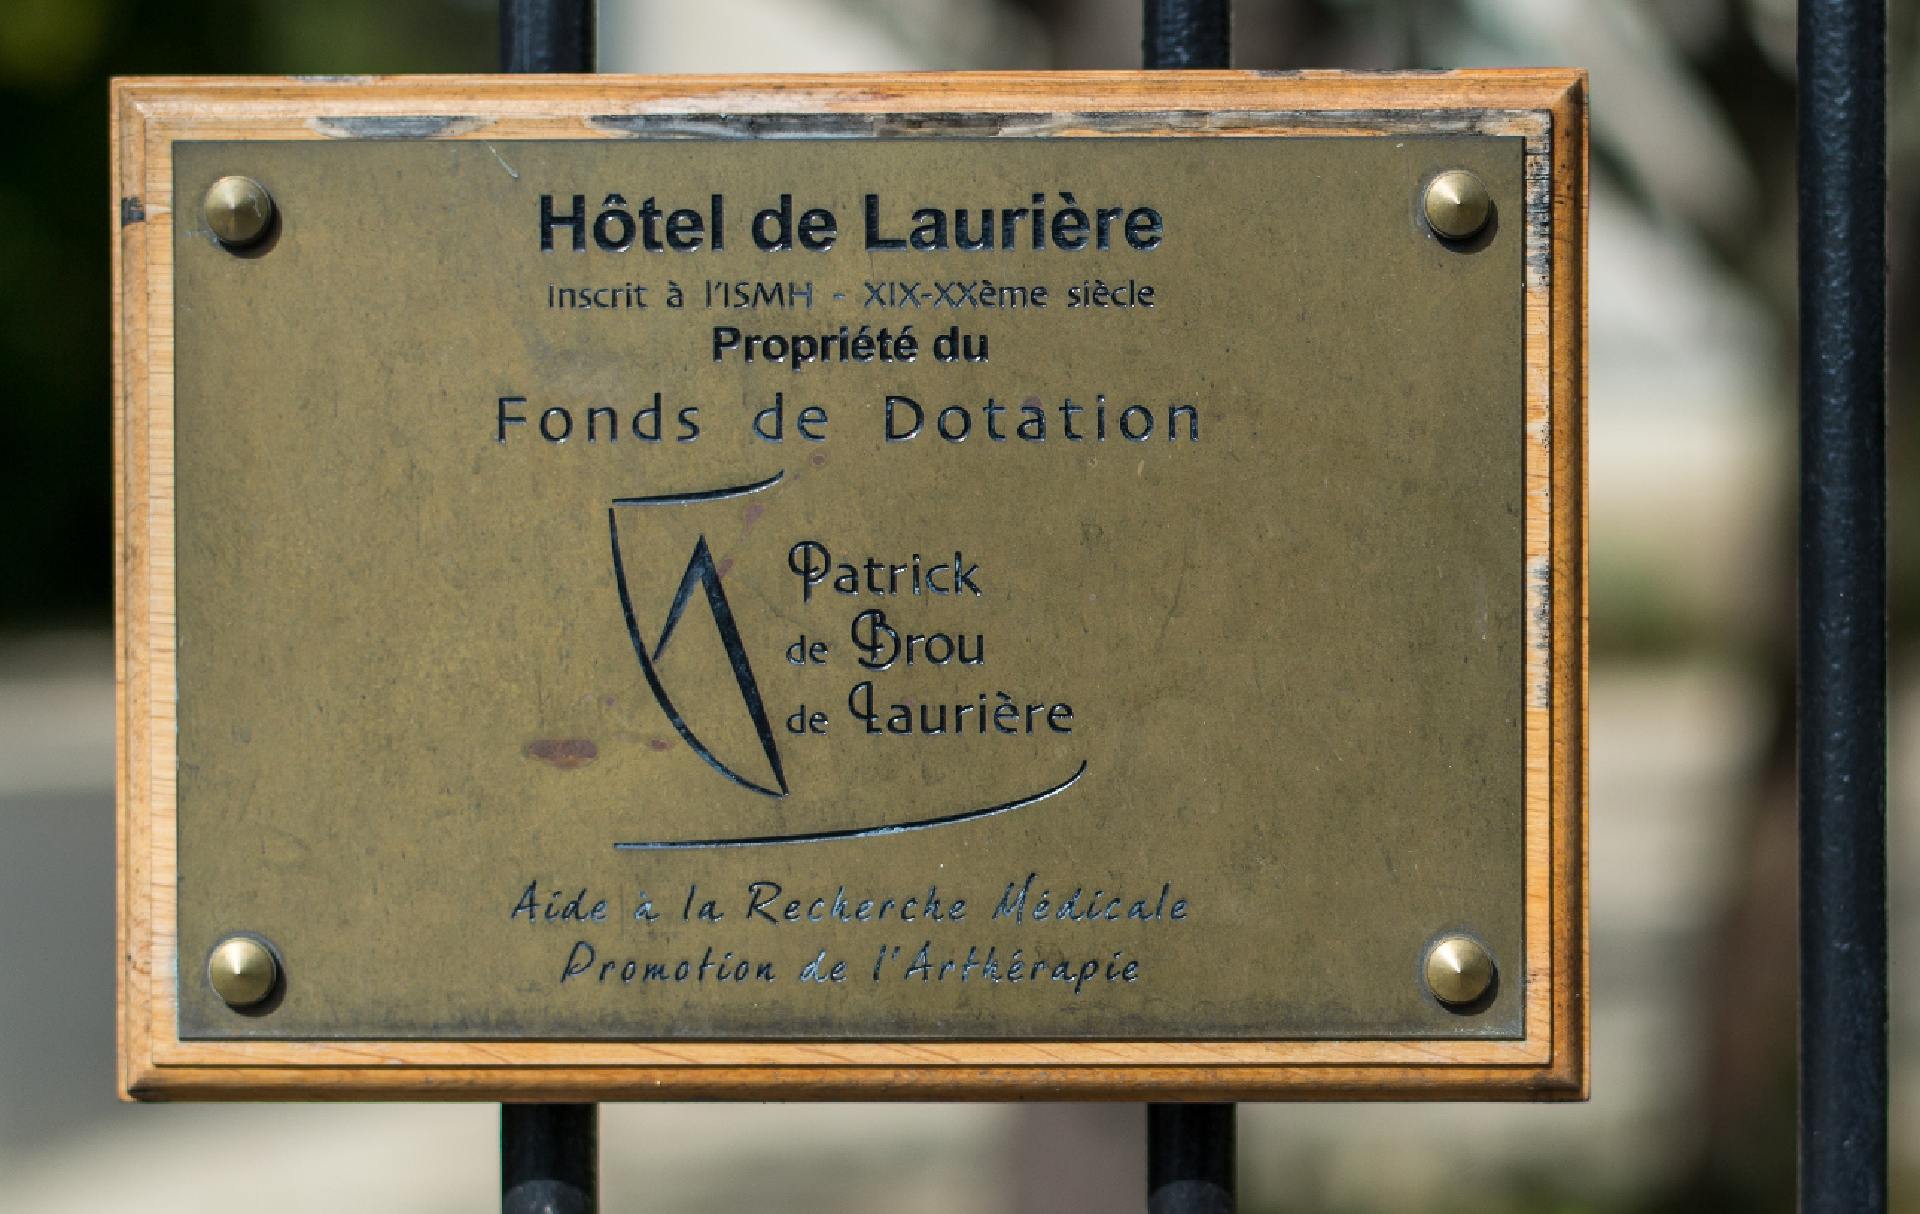 Hôtel de Laurière
Inscrit à l'ISMH - XIX-XXème siècle
Propriété du
Fonds de Dotation
Patrick
de Brou
de Laurière
Aide à la Recherche Médicale
Promotion de l'Arthérapie